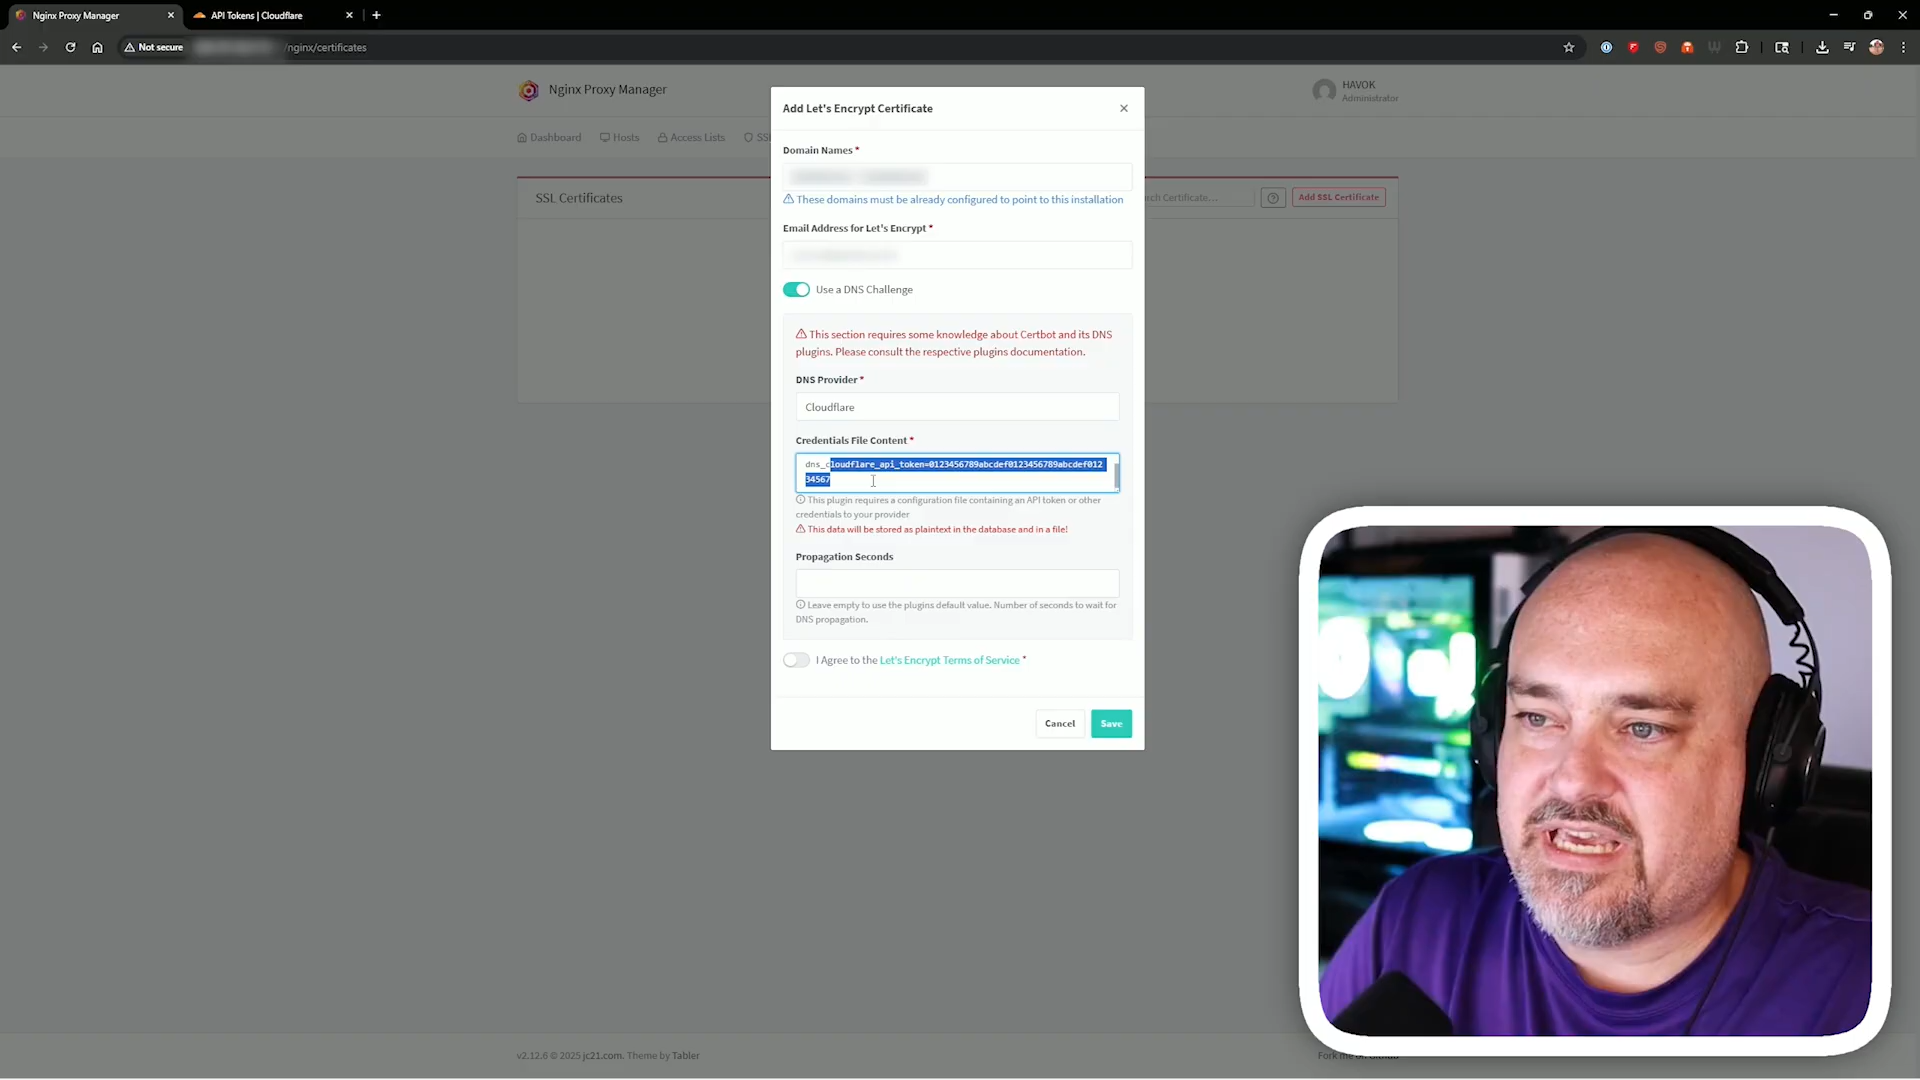 Nginx Proxy Manager
API Tokens | Cloudflare
Not secure
/nginx/certificates
Nginx Proxy Manager
HAVOK
Administrator
Dashboard
Hosts
Access Lists
SS
SSL Certificates
rch Certificate...
Add SSL Certificate
Add Let's Encrypt Certificate
Domain Names *
These domains must be already configured to point to this installation
Email Address for Let's Encrypt *
Use a DNS Challenge
This section requires some knowledge about Certbot and its DNS
plugins. Please consult the respective plugins documentation.
DNS Provider *
Cloudflare
Credentials File Content *
dns_cloudflare_api_token=0123456789abcdef0123456789abcdef012
34567
This plugin requires a configuration file containing an API token or other
credentials to your provider
This data will be stored as plaintext in the database and in a file!
Propagation Seconds
Leave empty to use the plugins default value. Number of seconds to wait for
DNS propagation.
I Agree to the Let's Encrypt Terms of Service *
Cancel
Save
v2.12.6 © 2025 jc21.com. Theme by Tabler
Fork me